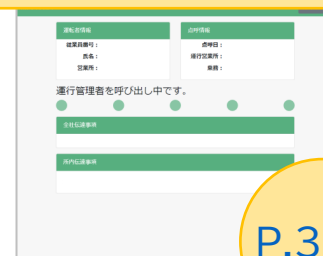 運転者情報
従業員番号：
氏名：
営業所：
点呼情報
点呼日：
運行営業所：
乗務：
運行管理者を呼び出し中です。
全社伝達事項
所内伝達事項
P.3